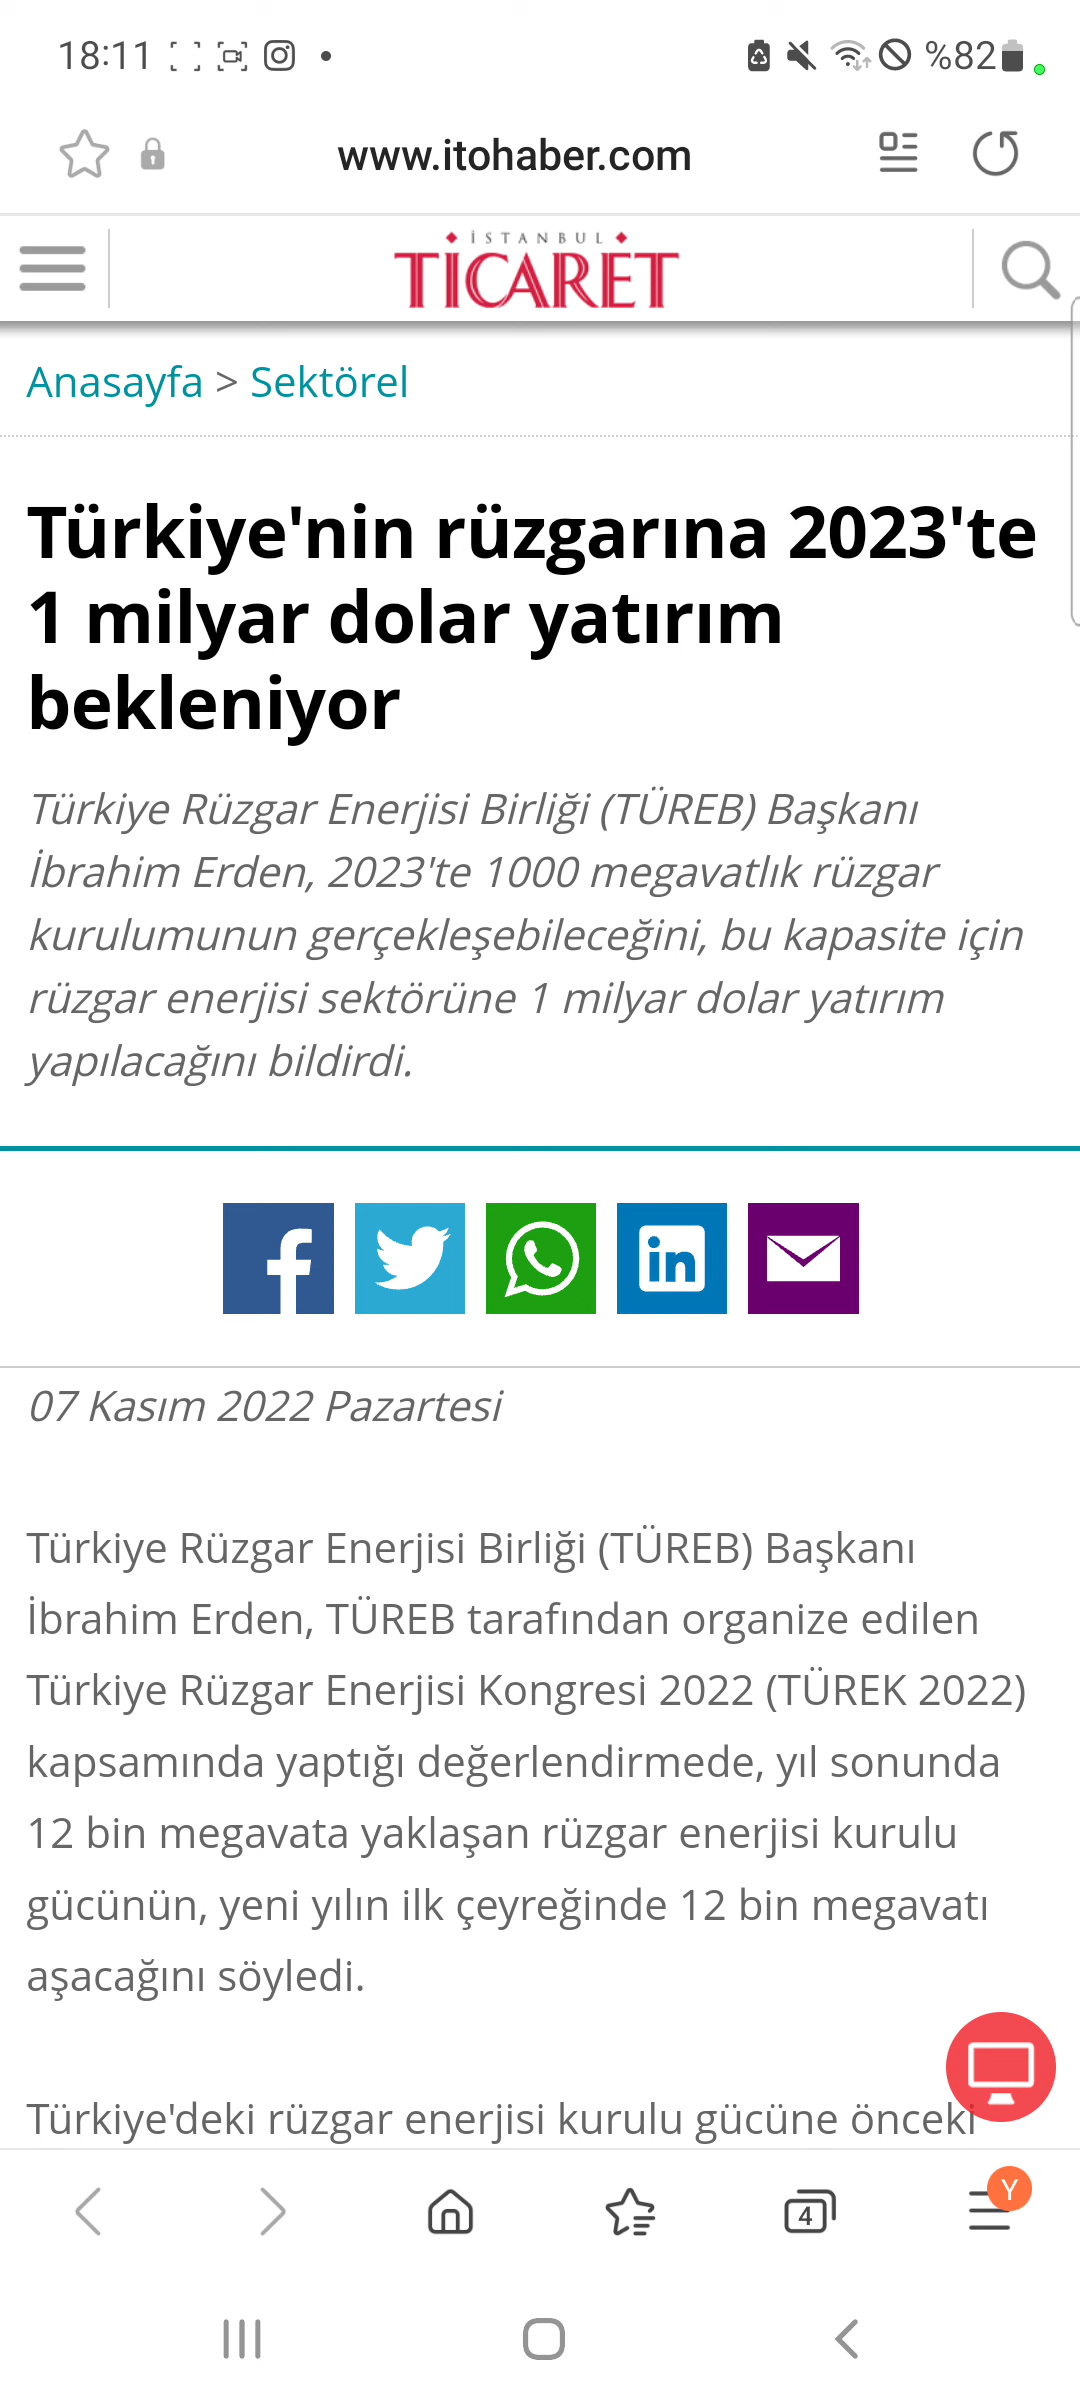 18:11
%82
www.itohaber.com
İSTANBUL
TİCARET
Anasayfa > Sektörel
Türkiye'nin rüzgarına 2023'te
1 milyar dolar yatırım
bekleniyor
Türkiye Rüzgar Enerjisi Birliği (TÜREB) Başkanı
İbrahim Erden, 2023'te 1000 megavatlık rüzgar
kurulumunun gerçekleşebileceğini, bu kapasite için
rüzgar enerjisi sektörüne 1 milyar dolar yatırım
yapılacağını bildirdi.
f
in
07 Kasım 2022 Pazartesi
Türkiye Rüzgar Enerjisi Birliği (TÜREB) Başkanı
İbrahim Erden, TÜREB tarafından organize edilen
Türkiye Rüzgar Enerjisi Kongresi 2022 (TÜREK 2022)
kapsamında yaptığı değerlendirmede, yıl sonunda
12 bin megavata yaklaşan rüzgar enerjisi kurulu
gücünün, yeni yılın ilk çeyreğinde 12 bin megavatı
aşacağını söyledi.
Türkiye'deki rüzgar enerjisi kurulu gücüne önceki
4
Y